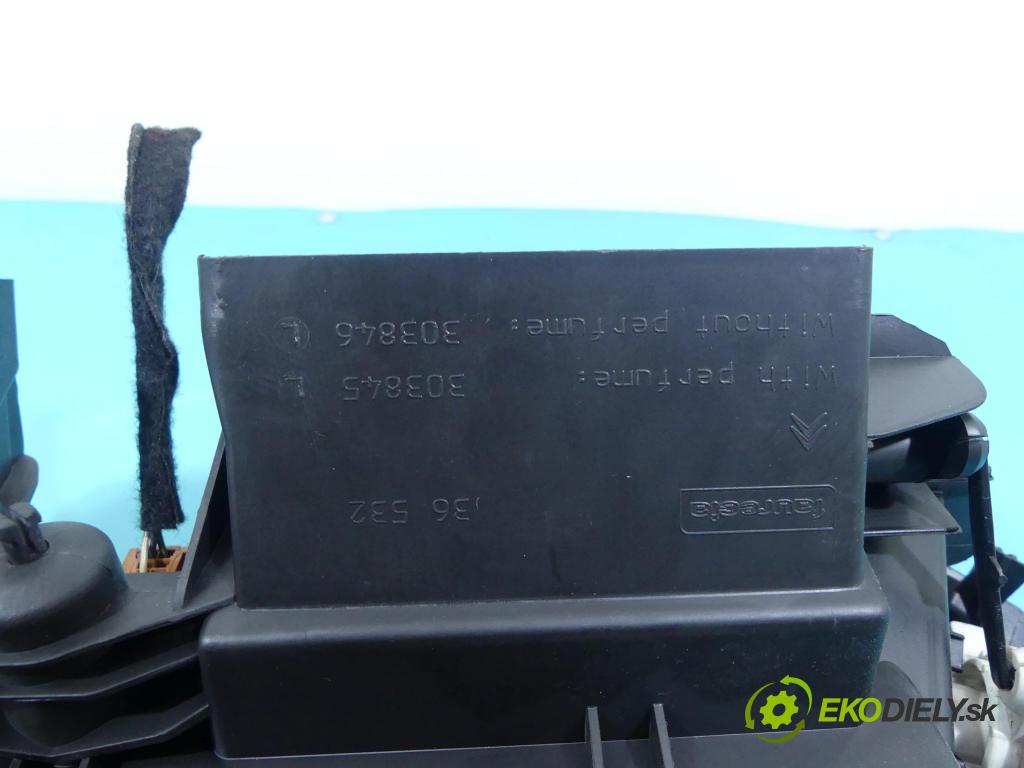 faurecia
36 532
With perfume: 303845 L
Without perfume: 303846 L
EKODIELY.sk